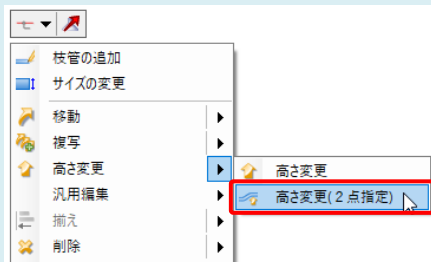 枝管の追加
サイズの変更
移動
複写
高さ変更
高さ変更
高さ変更(２点指定)
汎用編集
揃え
削除